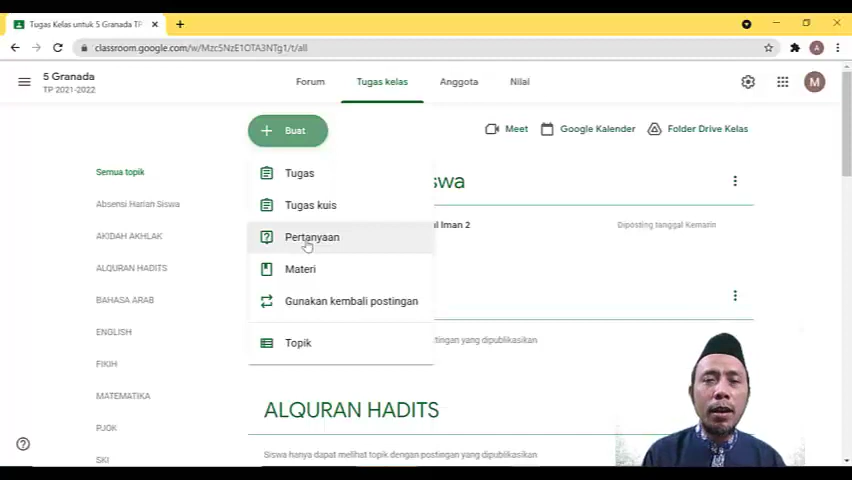 Tugas Kelas untuk 5 Granada TP
classroom.google.com/w/Mzc5NzE1OTA3NTg1/t/all
A
5 Granada
TP 2021-2022
Forum
Tugas kelas
Anggota
Nilai
M
Buat
Meet
Google Kalender
Folder Drive Kelas
Semua topik
Absensi Harian Siswa
AKIDAH AKHLAK
ALQURAN HADITS
BAHASA ARAB
ENGLISH
FIKIH
MATEMATIKA
PJOK
SKI
Tugas
Tugas kuis
Pertanyaan
Materi
Gunakan kembali postingan
Topik
swa
ul Iman 2
Diposting tanggal Kemarin
tingan yang dipublikasikan
ALQURAN HADITS
Siswa hanya dapat melihat topik dengan postingan yang dipublikasikan